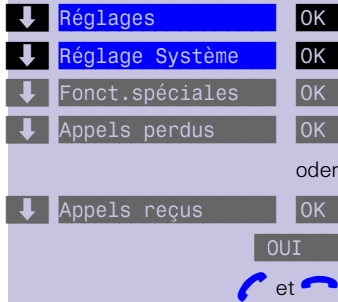 Réglages OK
Réglage Système OK
Fonct.spéciales OK
Appels perdus OK
oder
Appels reçus OK
OUI
et